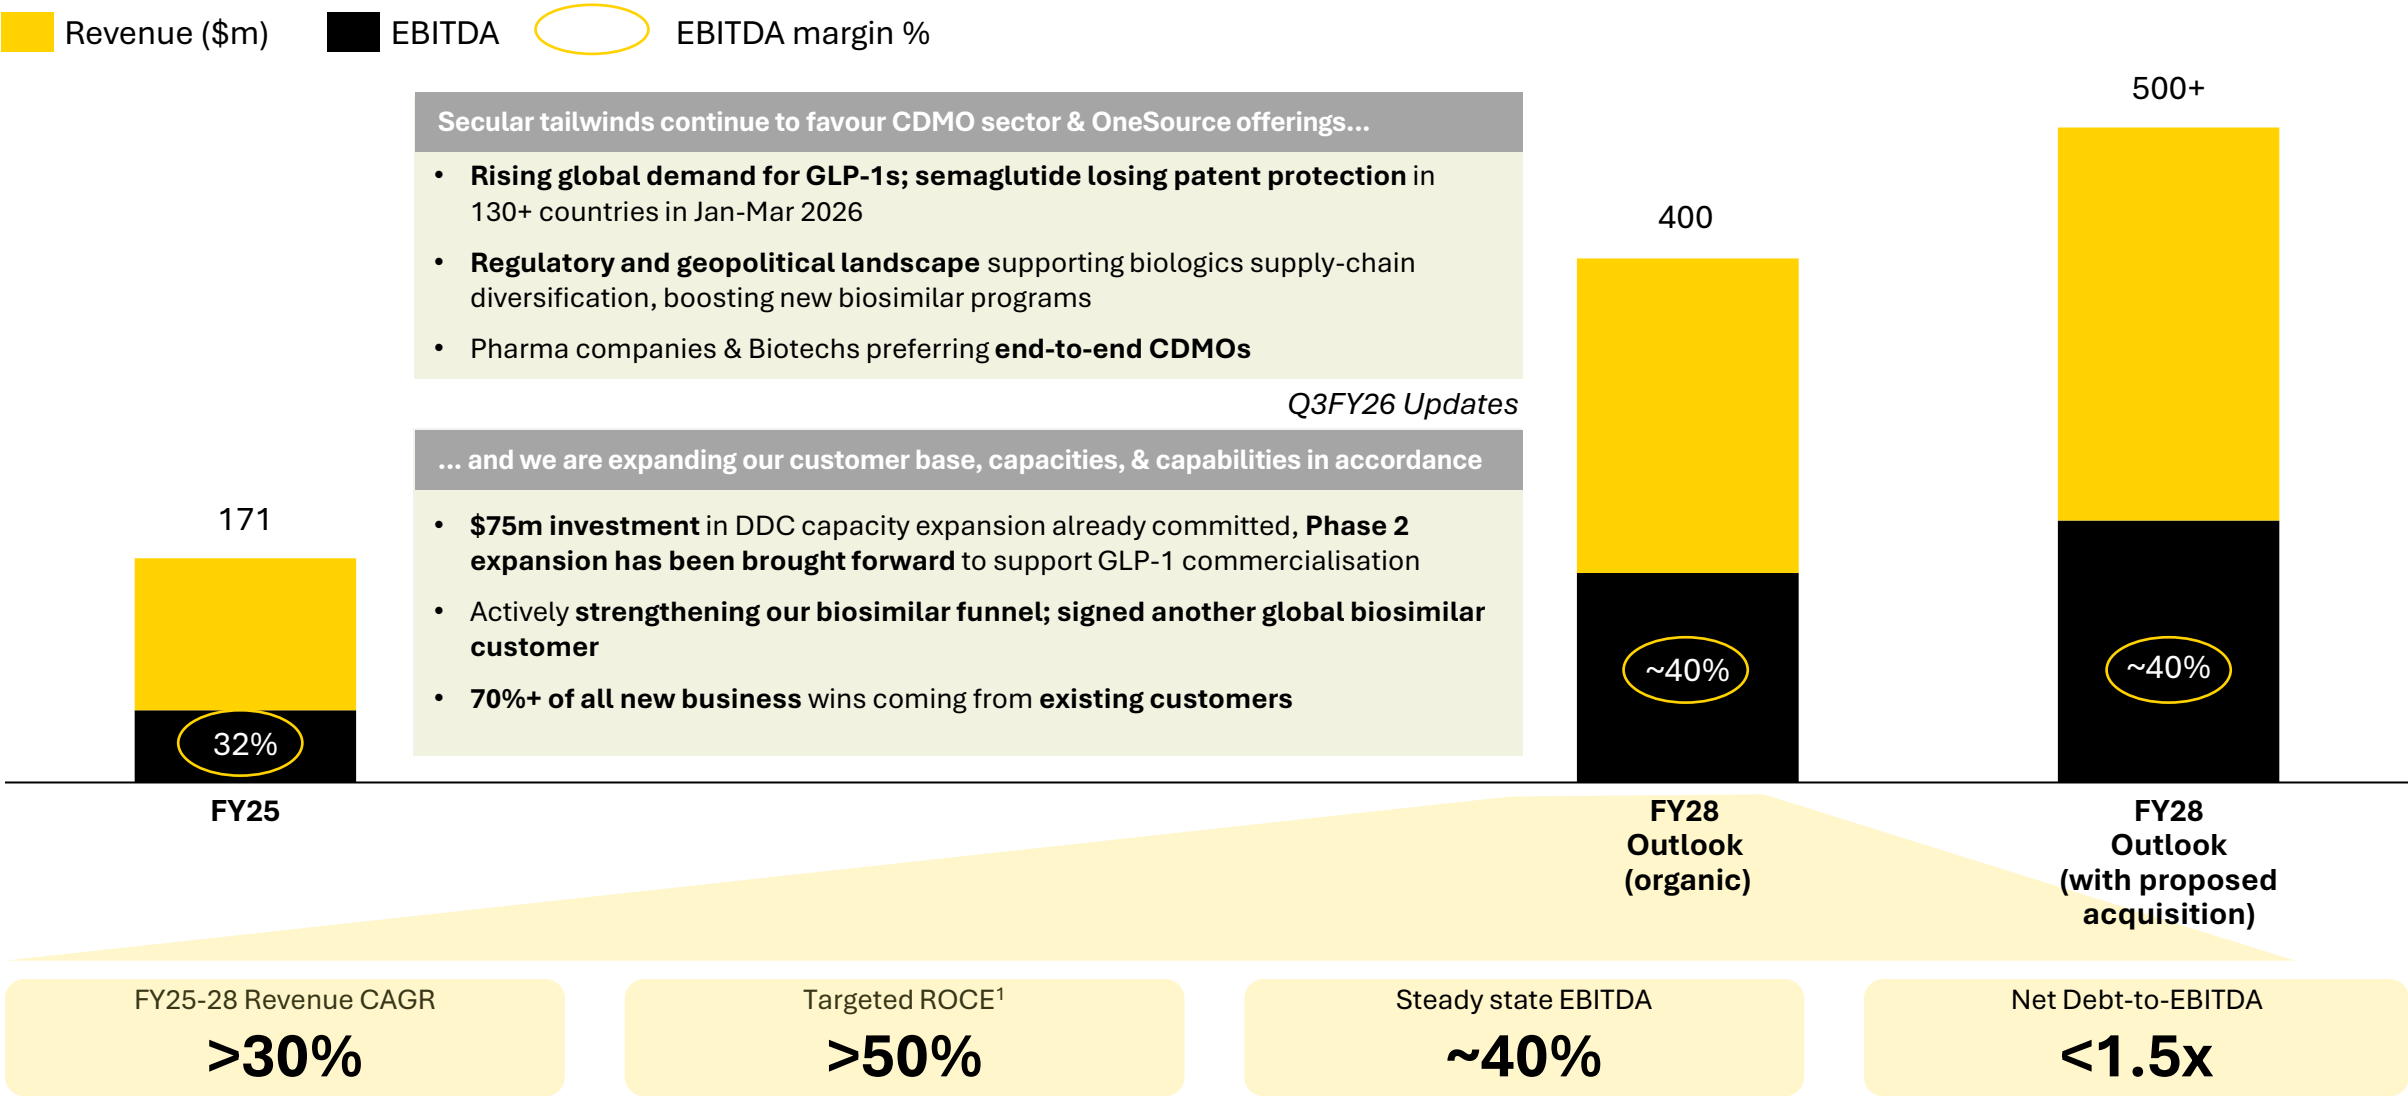 Revenue ($m) EBITDA EBITDA margin %
Secular tailwinds continue to favour CDMO sector & OneSource offerings...
• Rising global demand for GLP-1s; semaglutide losing patent protection in
130+ countries in Jan-Mar 2026
• Regulatory and geopolitical landscape supporting biologics supply-chain
diversification, boosting new biosimilar programs
• Pharma companies & Biotechs preferring end-to-end CDMOs
Q3FY26 Updates
... and we are expanding our customer base, capacities, & capabilities in accordance
• $75m investment in DDC capacity expansion already committed, Phase 2
expansion has been brought forward to support GLP-1 commercialisation
• Actively strengthening our biosimilar funnel; signed another global biosimilar
customer
• 70%+ of all new business wins coming from existing customers
171
32%
FY25
400
~40%
FY28
Outlook
(organic)
500+
~40%
FY28
Outlook
(with proposed
acquisition)
FY25-28 Revenue CAGR
>30%
Targeted ROCE¹
>50%
Steady state EBITDA
~40%
Net Debt-to-EBITDA
<1.5x